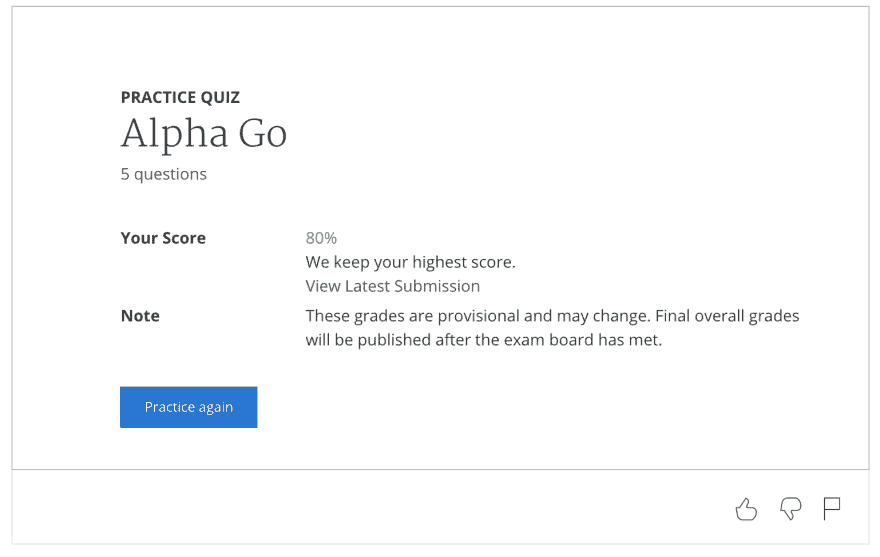 PRACTICE QUIZ
Alpha Go
5 questions
Your Score
80%
We keep your highest score.
View Latest Submission
Note
These grades are provisional and may change. Final overall grades
will be published after the exam board has met.
Practice again